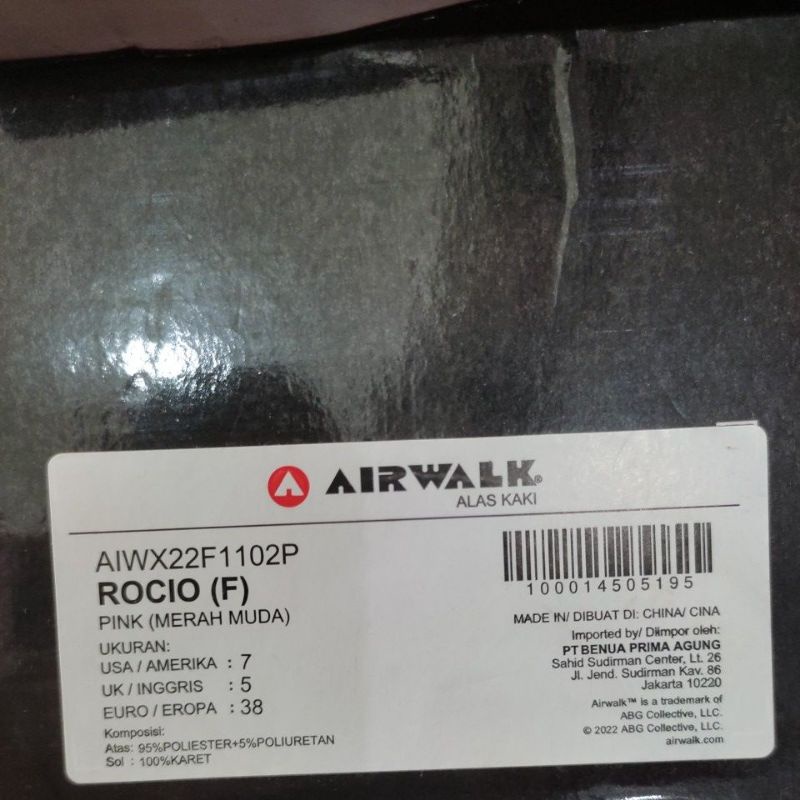 AIRWALK®
ALAS KAKI
AIWX22F1102P
ROCIO (F)
PINK (MERAH MUDA)
UKURAN:
USA / AMERIKA : 7
UK / INGGRIS : 5
EURO / EROPA : 38
Komposisi:
Atas: 95%POLIESTER+5%POLIURETAN
Sol : 100%KARET
100014505195
MADE IN/ DIBUAT DI: CHINA/ CINA
Imported by/ Diimpor oleh:
PT BENUA PRIMA AGUNG
Sahid Sudirman Center, Lt. 26
Jl. Jend. Sudirman Kav. 86
Jakarta 10220
Airwalk™ is a trademark of
ABG Collective, LLC.
© 2022 ABG Collective, LLC.
airwalk.com